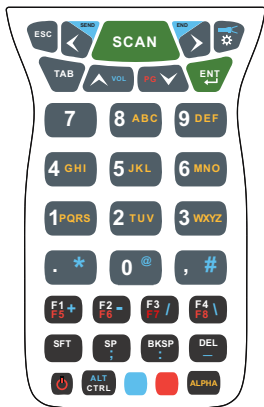 SEND END
ESC SCAN
TAB VOL PG ENT
7 8 ABC 9 DEF
4 GHI 5 JKL 6 MNO
1 PQRS 2 TUV 3 WXYZ
. * 0 @ , #
F1 + F2 - F3 / F4 \
F5 F6 F7 F8
SFT SP BKSP DEL
; : _
ALT
CTRL ALPHA